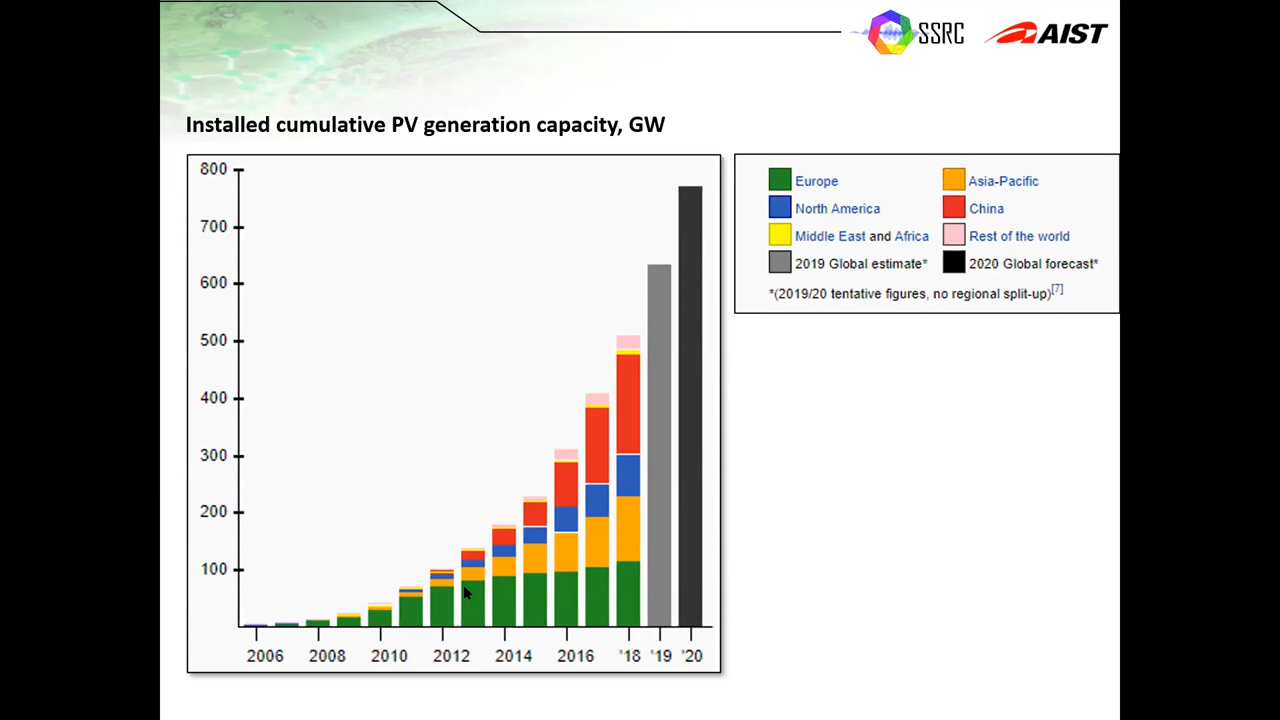 SSRC
AIST
Installed cumulative PV generation capacity, GW
800
700
600
500
400
300
200
100
2006 2008 2010 2012 2014 2016 '18 '19 '20
Europe Asia-Pacific
North America China
Middle East and Africa Rest of the world
2019 Global estimate* 2020 Global forecast*
*(2019/20 tentative figures, no regional split-up)[7]